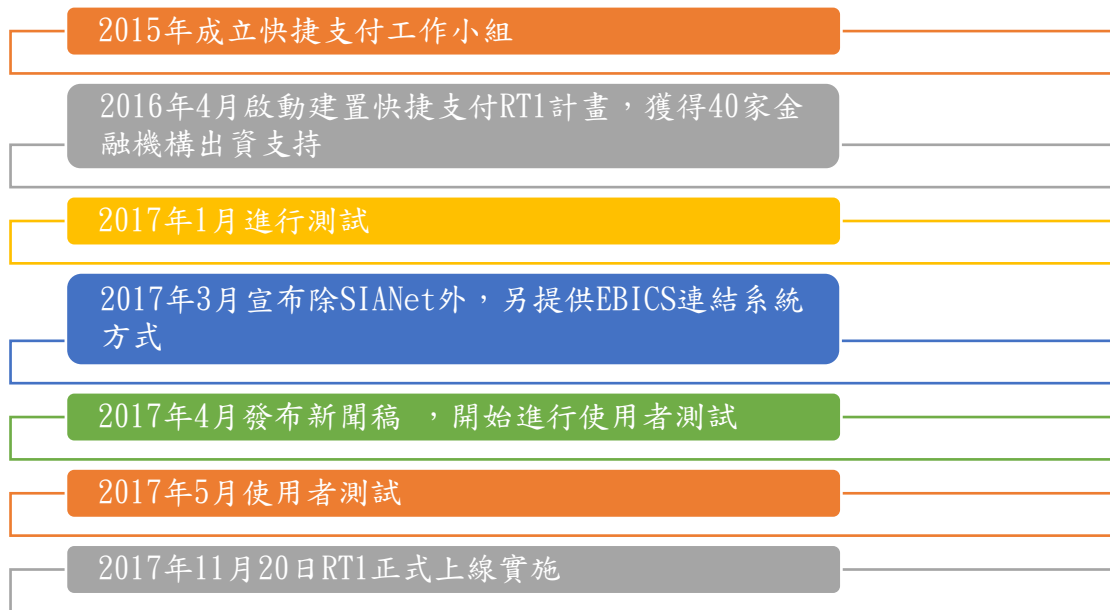 2015年成立快捷支付工作小組
2016年4月啟動建置快捷支付RT1計畫，獲得40家金
融機構出資支持
2017年1月進行測試
2017年3月宣布除SIANet外，另提供EBICS連結系統
方式
2017年4月發布新聞稿 ，開始進行使用者測試
2017年5月使用者測試
2017年11月20日RT1正式上線實施